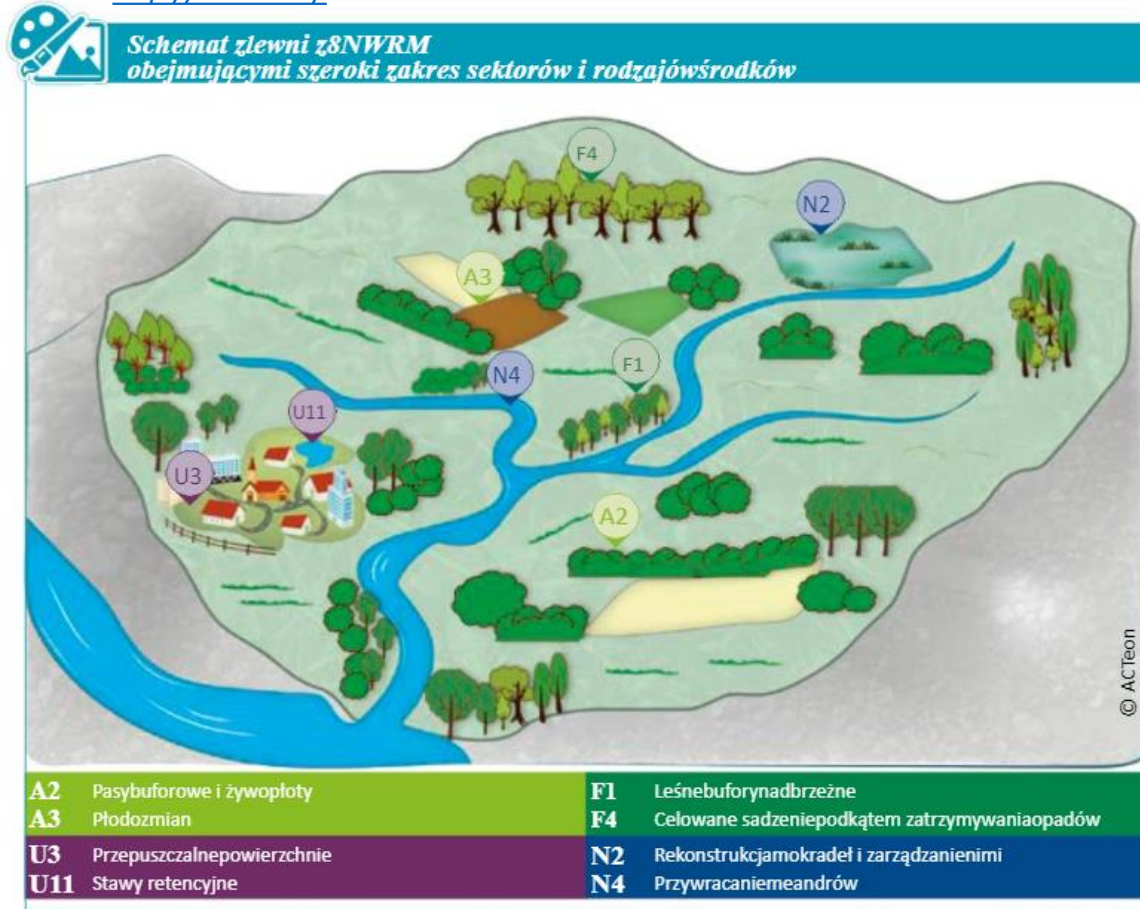 Schemat zlewni z8NWRM
obejmującymi szeroki zakres sektorów i rodzajówśrodków
F4
N2
A3
F1
N4
U11
U3
A2
© ACTeon
A2 Pasybuforowe i żywopłoty
A3 Płodozmian
U3 Przepuszczalnepowierzchnie
U11 Stawy retencyjne
F1 Leśnebuforynadbrzeżne
F4 Celowane sadzeniepodkątem zatrzymywaniaopadów
N2 Rekonstrukcjamokradeł i zarządzanienimi
N4 Przywracaniemeandrów